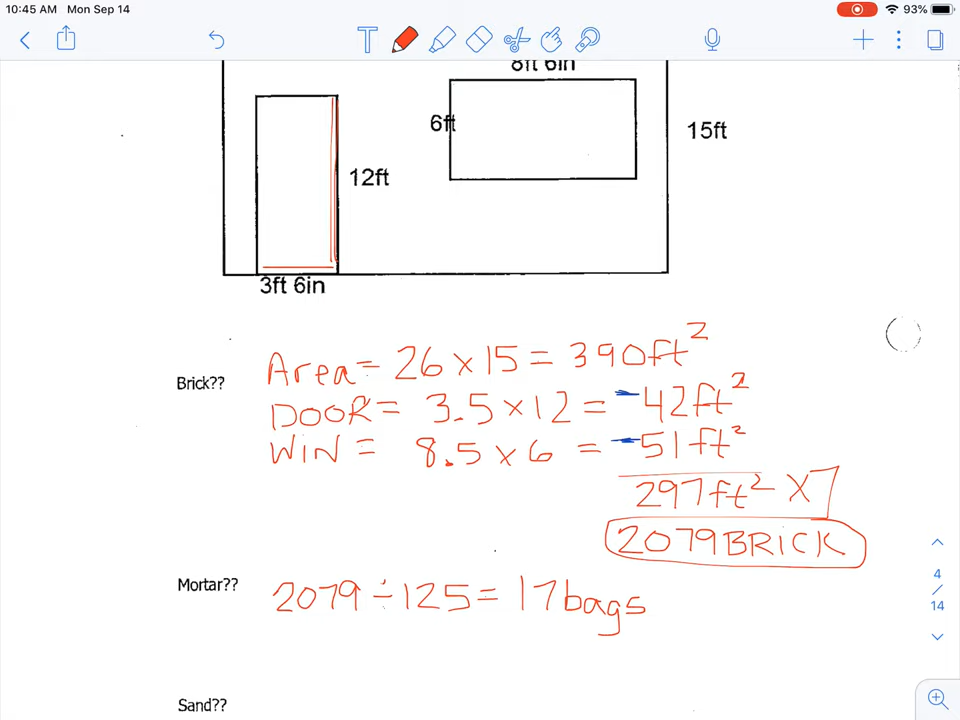 10:45 AM Mon Sep 14
93%
T
8ft 6in
6ft
15ft
12ft
3ft 6in
Area = 26 x 15 = 390ft²
Brick??
DOOR = 3.5 x 12 = -42ft²
WIN = 8.5 x 6 = -51ft²
297ft² x 7
2079 BRICK
Mortar??
2079 ÷ 125 = 17 bags
4
/
14
Sand??